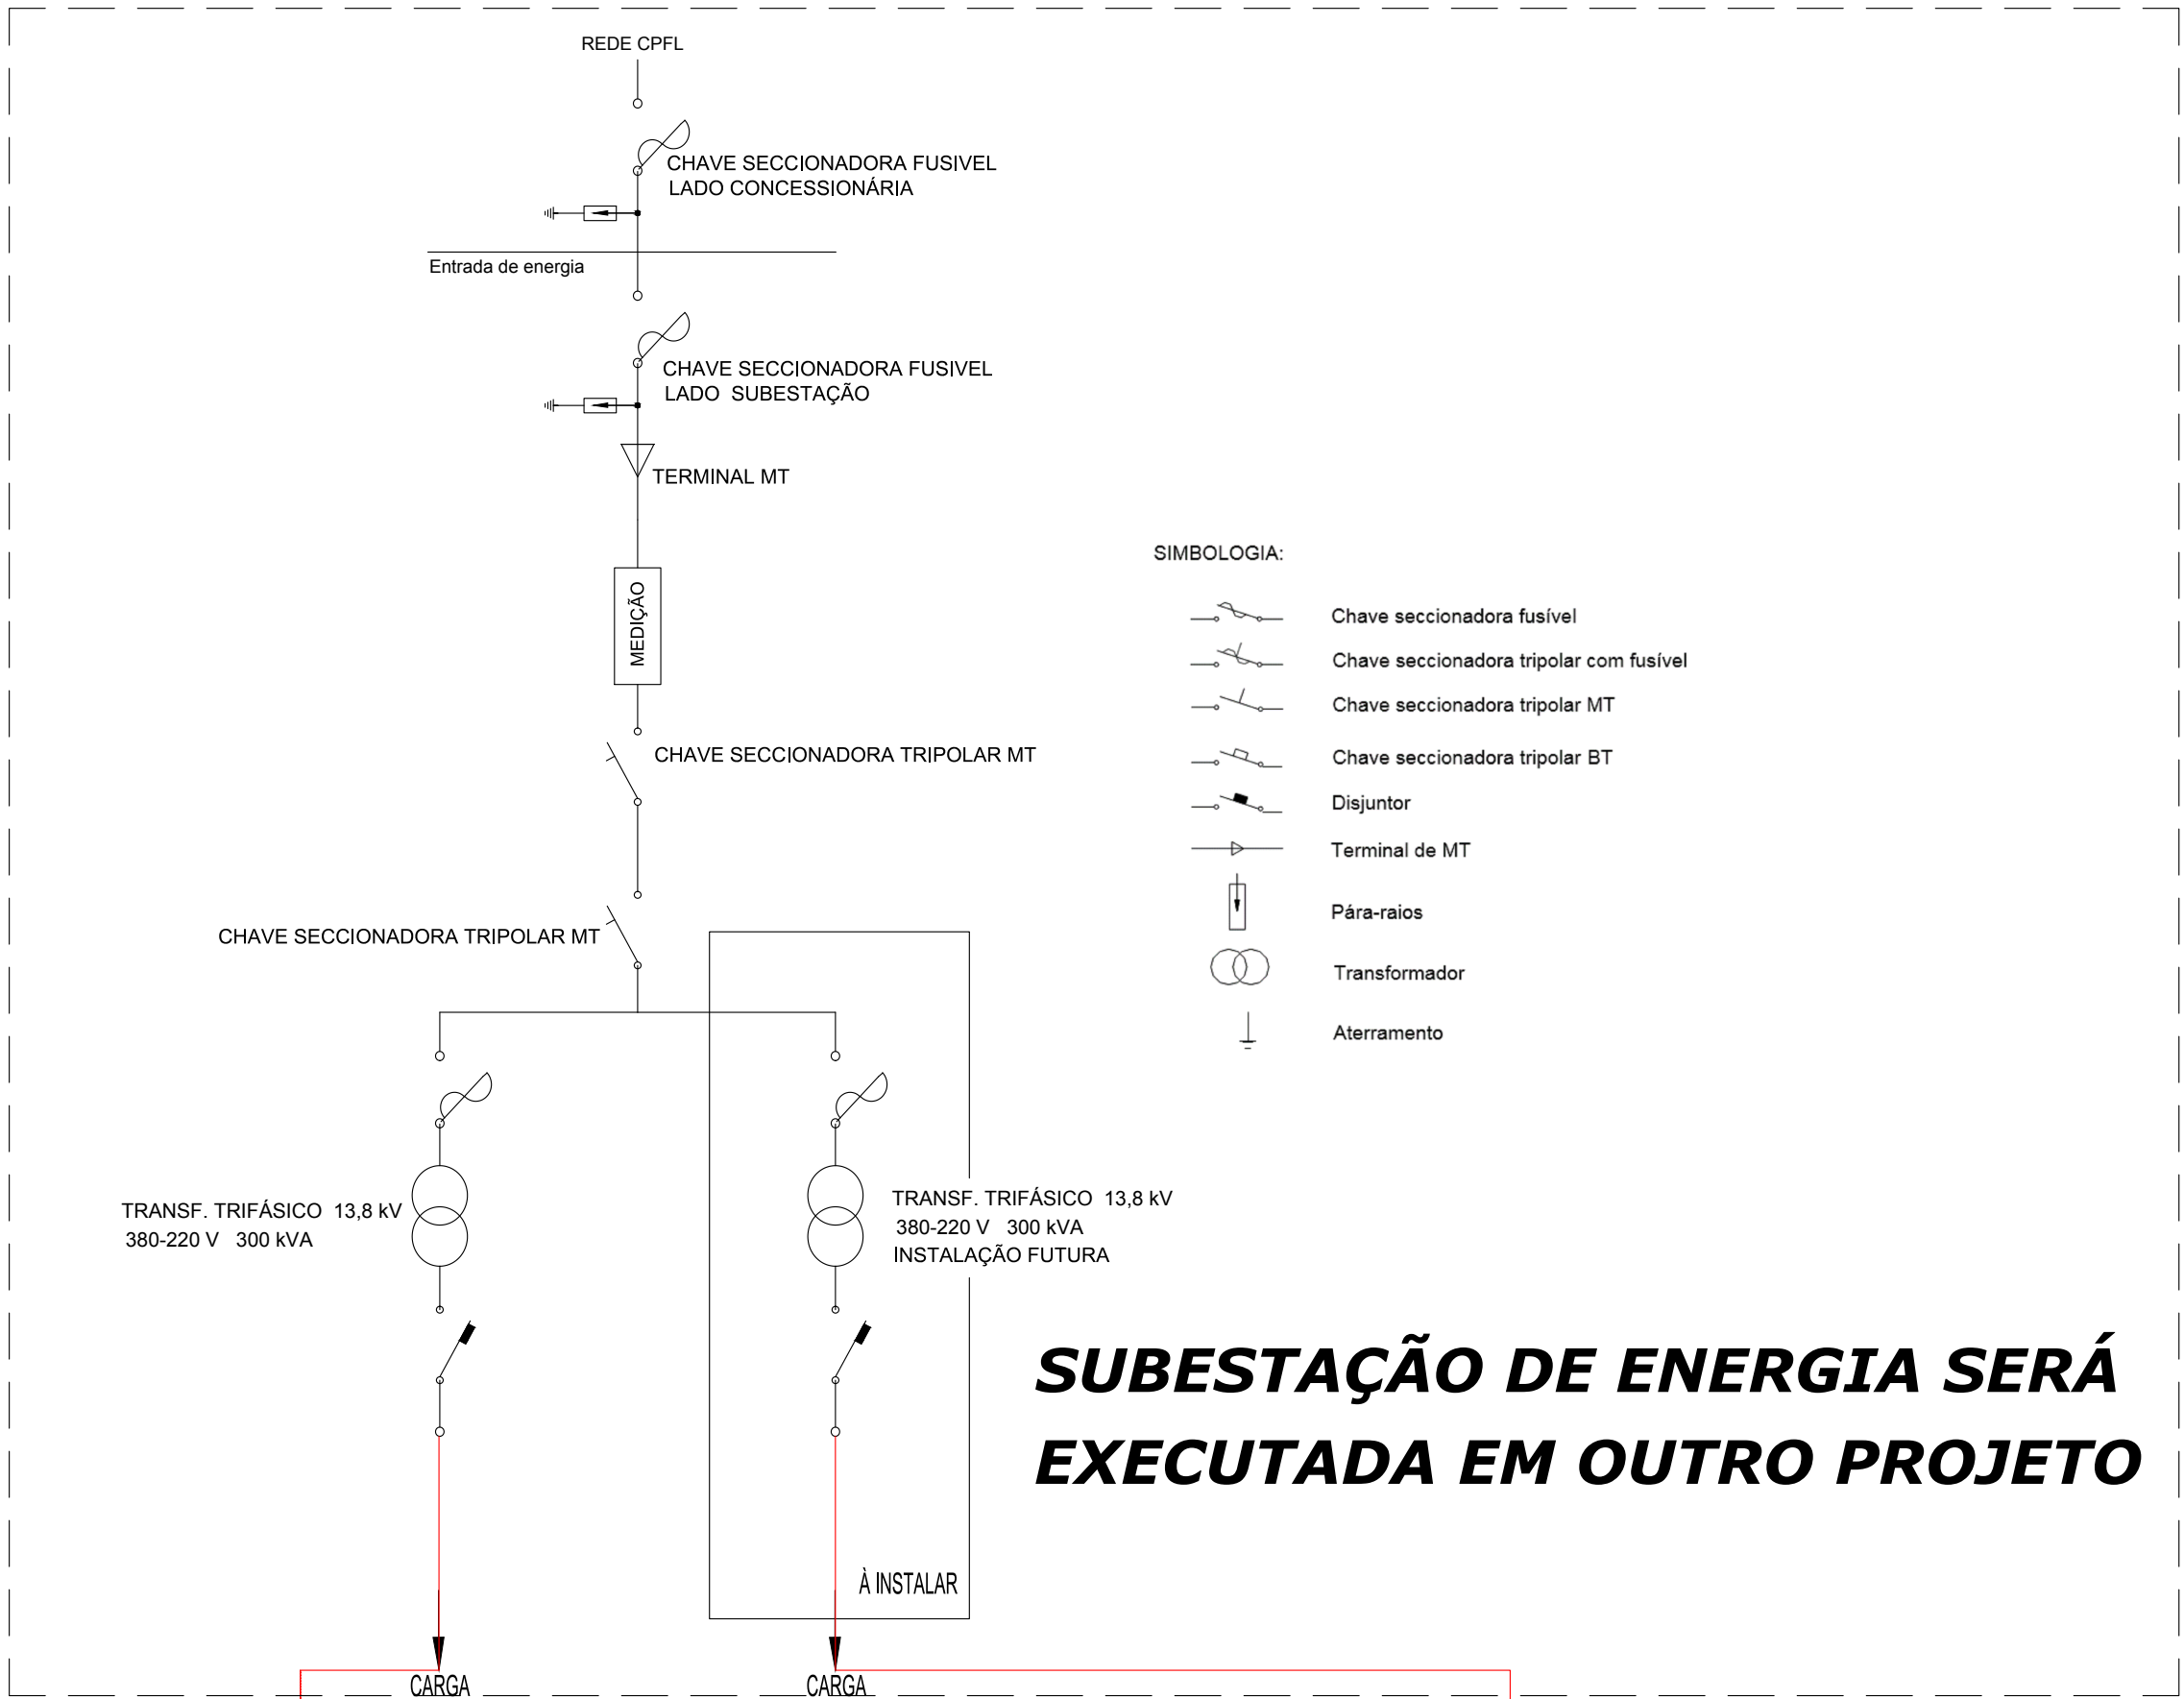 REDE CPFL
CHAVE SECCIONADORA FUSIVEL
LADO CONCESSIONÁRIA
Entrada de energia
CHAVE SECCIONADORA FUSIVEL
LADO SUBESTAÇÃO
TERMINAL MT
MEDIÇÃO
CHAVE SECCIONADORA TRIPOLAR MT
CHAVE SECCIONADORA TRIPOLAR MT
TRANSF. TRIFÁSICO 13,8 kV
380-220 V 300 kVA
TRANSF. TRIFÁSICO 13,8 kV
380-220 V 300 kVA
INSTALAÇÃO FUTURA
À INSTALAR
CARGA
CARGA
SIMBOLOGIA:
Chave seccionadora fusível
Chave seccionadora tripolar com fusível
Chave seccionadora tripolar MT
Chave seccionadora tripolar BT
Disjuntor
Terminal de MT
Pára-raios
Transformador
Aterramento
SUBESTAÇÃO DE ENERGIA SERÁ
EXECUTADA EM OUTRO PROJETO